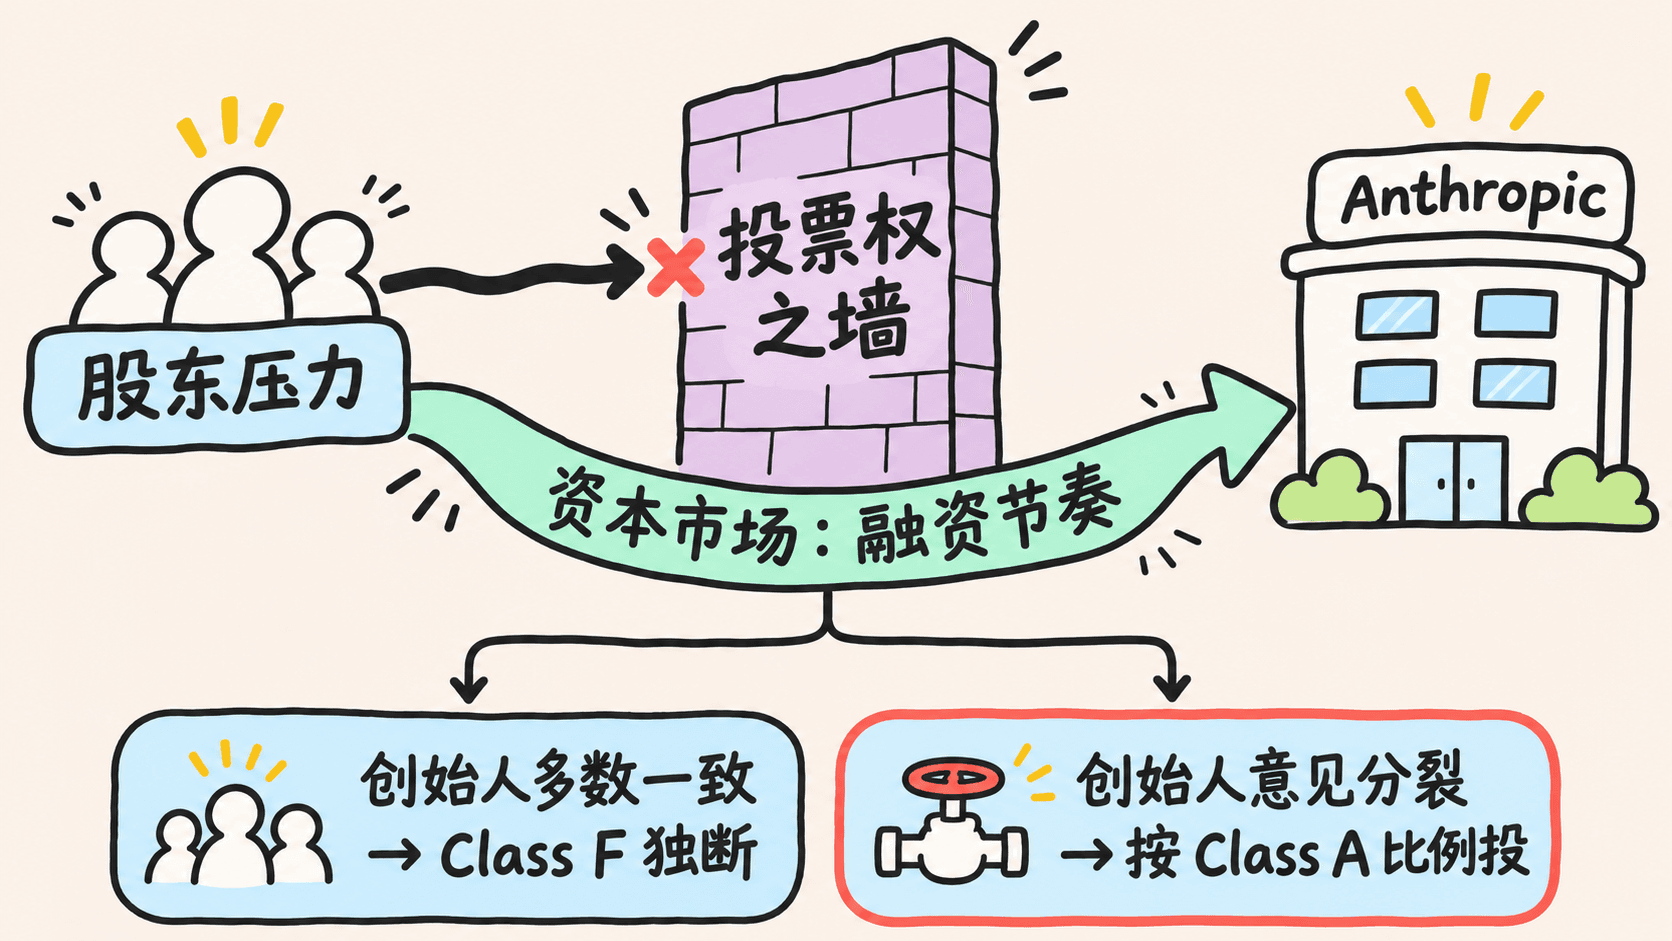 股东压力
投票权
之墙
Anthropic
资本市场：融资节奏
创始人多数一致
→ Class F 独断
创始人意见分裂
→ 按 Class A 比例投